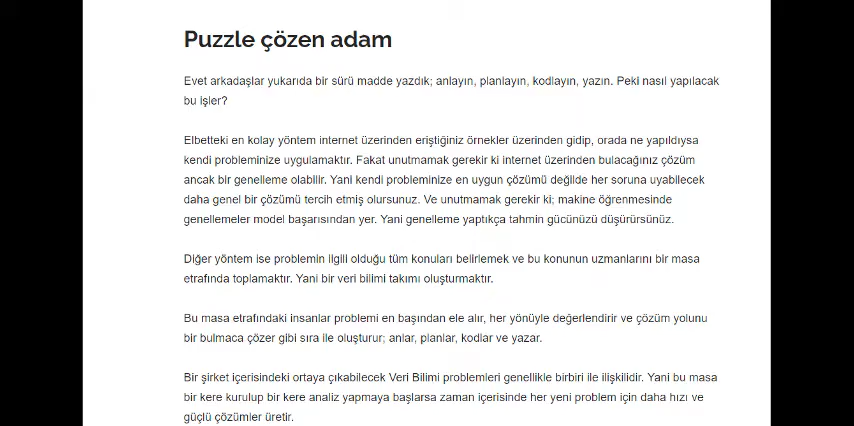 Puzzle çözen adam
Evet arkadaşlar yukarıda bir sürü madde yazdık; anlayın, planlayın, kodlayın, yazın. Peki nasıl yapılacak
bu işler?
Elbetteki en kolay yöntem internet üzerinden eriştiğiniz örnekler üzerinden gidip, orada ne yapıldıysa
kendi probleminize uygulamaktır. Fakat unutmamak gerekir ki internet üzerinden bulacağınız çözüm
ancak bir genelleme olabilir. Yani kendi probleminize en uygun çözümü değilde her soruna uyabilecek
daha genel bir çözümü tercih etmiş olursunuz. Ve unutmamak gerekir ki; makine öğrenmesinde
genellemeler model başarısından yer. Yani genelleme yaptıkça tahmin gücünüzü düşürürsünüz.
Diğer yöntem ise problemin ilgili olduğu tüm konuları belirlemek ve bu konunun uzmanlarını bir masa
etrafında toplamaktır. Yani bir veri bilimi takımı oluşturmaktır.
Bu masa etrafındaki insanlar problemi en başından ele alır, her yönüyle değerlendirir ve çözüm yolunu
bir bulmaca çözer gibi sıra ile oluşturur; anlar, planlar, kodlar ve yazar.
Bir şirket içerisindeki ortaya çıkabilecek Veri Bilimi problemleri genellikle birbiri ile ilişkilidir. Yani bu masa
bir kere kurulup bir kere analiz yapmaya başlarsa zaman içerisinde her yeni problem için daha hızı ve
güçlü çözümler üretir.